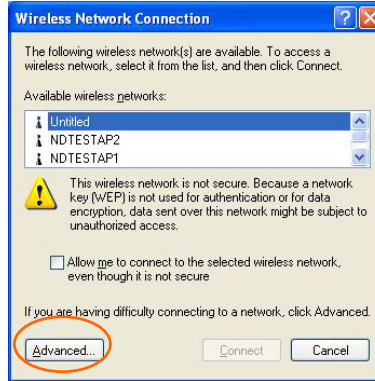 Wireless Network Connection
The following wireless network(s) are available. To access a
wireless network, select it from the list, and then click Connect.
Available wireless networks:
Untitled
NDTESTAP2
NDTESTAP1
This wireless network is not secure. Because a network
key (WEP) is not used for authentication or for data
encryption, data sent over this network might be subject to
unauthorized access.
Allow me to connect to the selected wireless network,
even though it is not secure
If you are having difficulty connecting to a network, click Advanced.
Advanced... Connect Cancel